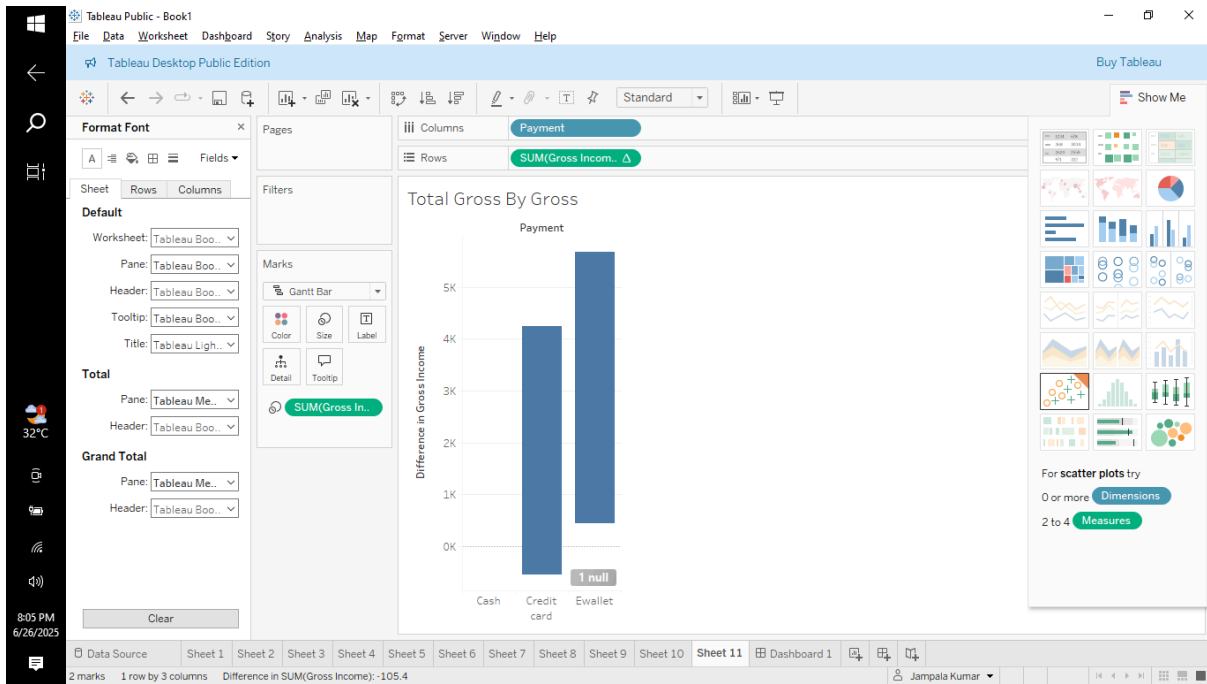 Tableau Public - Book1
File Data Worksheet Dashboard Story Analysis Map Format Server Window Help
Tableau Desktop Public Edition
Buy Tableau
Standard
Show Me
Format Font
Fields
Sheet Rows Columns
Default
Worksheet: Tableau Boo..
Pane: Tableau Boo..
Header: Tableau Boo..
Tooltip: Tableau Boo..
Title: Tableau Ligh..
Total
Pane: Tableau Me..
Header: Tableau Boo..
Grand Total
Pane: Tableau Me..
Header: Tableau Boo..
Clear
Pages
Filters
Marks
Gantt Bar
Color Size Label
Detail Tooltip
SUM(Gross In..
Columns Payment
Rows SUM(Gross Incom.. Δ
Total Gross By Gross
Payment
Difference in Gross Income
5K
4K
3K
2K
1K
0K
1 null
Cash Credit card Ewallet
For scatter plots try
0 or more Dimensions
2 to 4 Measures
1
32°C
8:05 PM
6/26/2025
Data Source Sheet 1 Sheet 2 Sheet 3 Sheet 4 Sheet 5 Sheet 6 Sheet 7 Sheet 8 Sheet 9 Sheet 10 Sheet 11 Dashboard 1
2 marks 1 row by 3 columns Difference in SUM(Gross Income): -105.4
Jampala Kumar